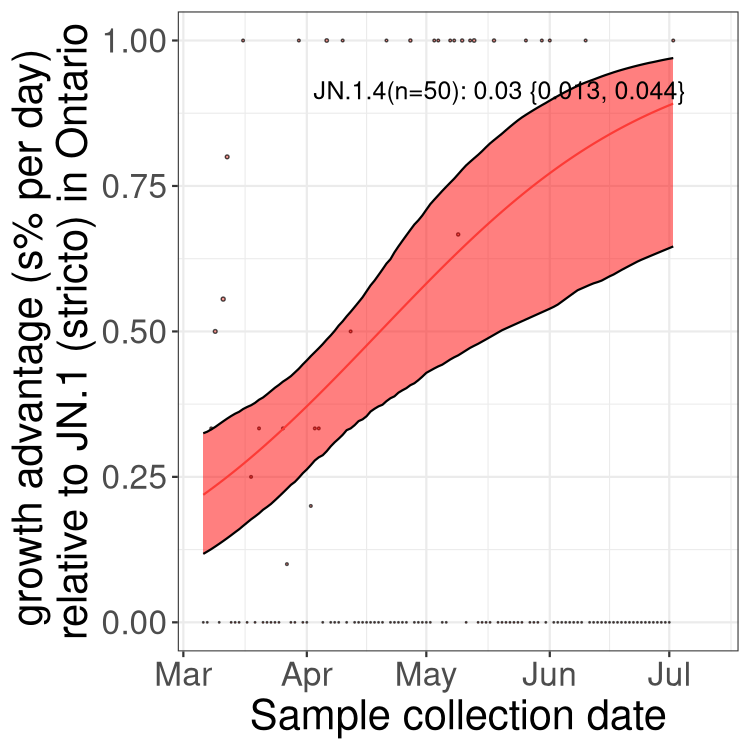 growth advantage (s% per day)
relative to JN.1 (stricto) in Ontario
1.00
0.75
0.50
0.25
0.00
JN.1.4(n=50): 0.03 {0.013, 0.044}
Mar Apr May Jun Jul
Sample collection date